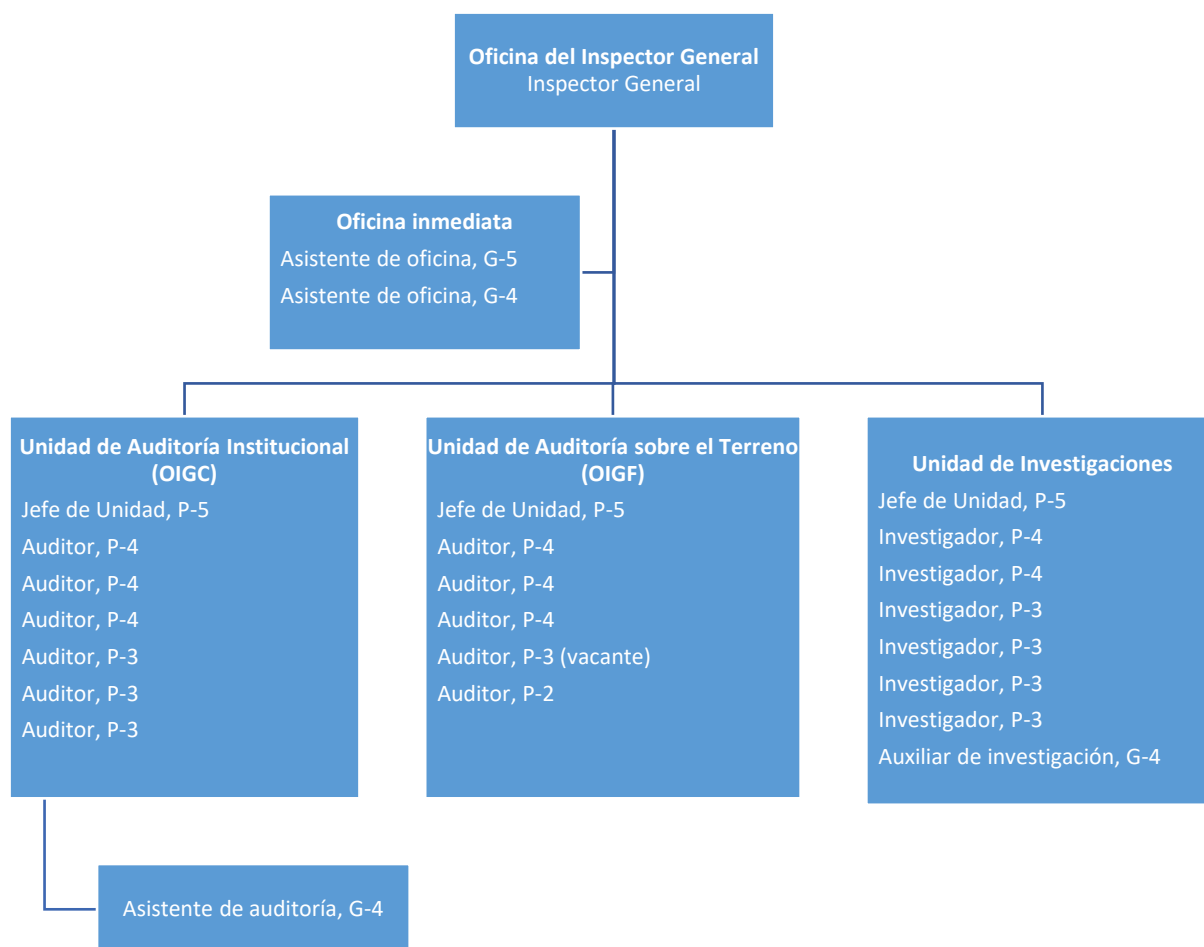 Oficina del Inspector General
Inspector General
Oficina inmediata
Asistente de oficina, G-5
Asistente de oficina, G-4
Unidad de Auditoría Institucional
(OIGC)
Jefe de Unidad, P-5
Auditor, P-4
Auditor, P-4
Auditor, P-4
Auditor, P-3
Auditor, P-3
Auditor, P-3
Unidad de Auditoría sobre el Terreno
(OIGF)
Jefe de Unidad, P-5
Auditor, P-4
Auditor, P-4
Auditor, P-4
Auditor, P-3 (vacante)
Auditor, P-2
Unidad de Investigaciones
Jefe de Unidad, P-5
Investigador, P-4
Investigador, P-4
Investigador, P-3
Investigador, P-3
Investigador, P-3
Investigador, P-3
Auxiliar de investigación, G-4
Asistente de auditoría, G-4